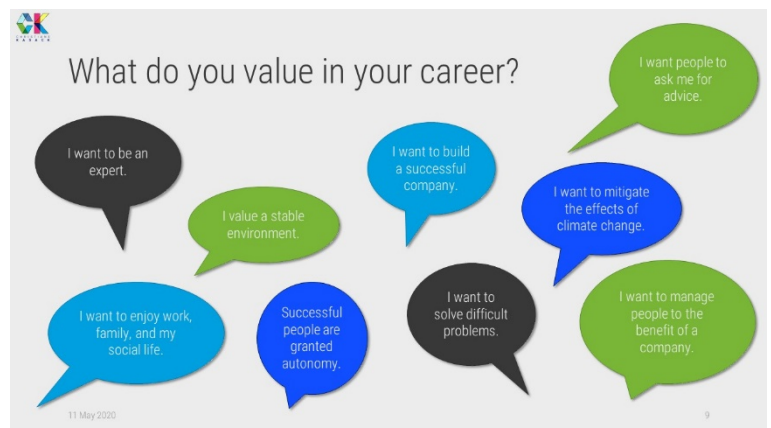 What do you value in your career?
I want people to
ask me for
advice.
I want to be an
expert.
I want to build
a successful
company.
I want to mitigate
the effects of
climate change.
I value a stable
environment.
I want to enjoy work,
family, and my
social life.
Successful
people are
granted
autonomy.
I want to
solve difficult
problems.
I want to manage
people to the
benefit of a
company.
11 May 2020
9